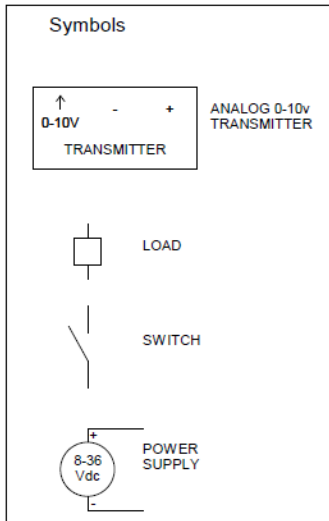 Symbols
↑ - +
0-10V
TRANSMITTER
ANALOG 0-10v
TRANSMITTER
LOAD
SWITCH
+
8-36
Vdc
-
POWER
SUPPLY